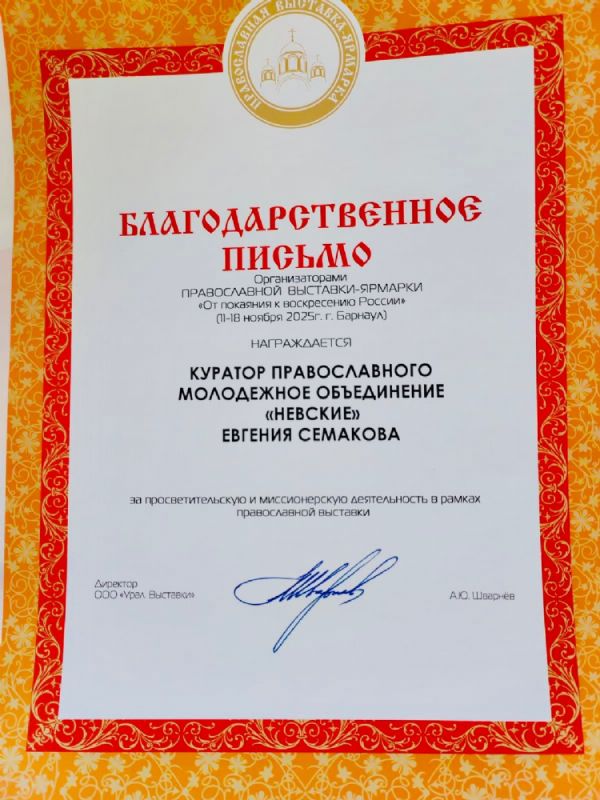 ПРАВОСЛАВНАЯ ВЫСТАВКА-ЯРМАРКА
ПРАВОСЛАВНАЯ ЯРМАРКА
БЛАГОДАРСТВЕННОЕ
ПИСЬМО
Организаторами
ПРАВОСЛАВНОЙ ВЫСТАВКИ-ЯРМАРКИ
«От покаяния к воскресению России»
(11-18 ноября 2025г. г. Барнаул)
НАГРАЖДАЕТСЯ
КУРАТОР ПРАВОСЛАВНОГО
МОЛОДЕЖНОЕ ОБЪЕДИНЕНИЕ
«НЕВСКИЕ»
ЕВГЕНИЯ СЕМАКОВА
за просветительскую и миссионерскую деятельность в рамках
православной выставки
Директор
ООО «Урал. Выставки»
А.Ю. Шварнёв